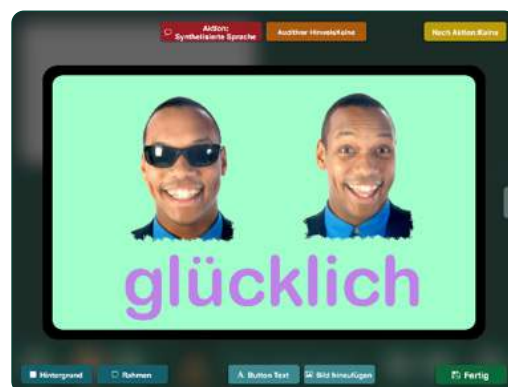 Aktion:
Synthetisierte Sprache
Auditiver Hinweis:Keine
Nach Aktion:Keine
glücklich
Hintergrund
Rahmen
A Button Text
Bild hinzufügen
Fertig